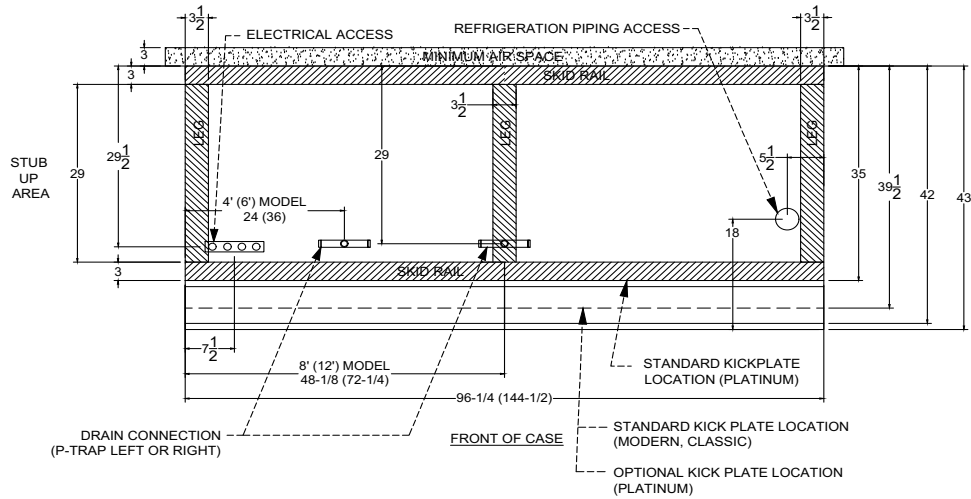 3 1/2
ELECTRICAL ACCESS
REFRIGERATION PIPING ACCESS
3 1/2
3
MINIMUM AIR SPACE
3
SKID RAIL
LEG
3 1/2
LEG
LEG
STUB
UP
AREA
29
29 1/2
29
5 1/2
35
39 1/2
42
43
4' (6') MODEL
24 (36)
18
3
SKID RAIL
7 1/2
8' (12') MODEL
48-1/8 (72-1/4)
STANDARD KICKPLATE
LOCATION (PLATINUM)
96-1/4 (144-1/2)
DRAIN CONNECTION
(P-TRAP LEFT OR RIGHT)
FRONT OF CASE
STANDARD KICK PLATE LOCATION
(MODERN, CLASSIC)
OPTIONAL KICK PLATE LOCATION
(PLATINUM)